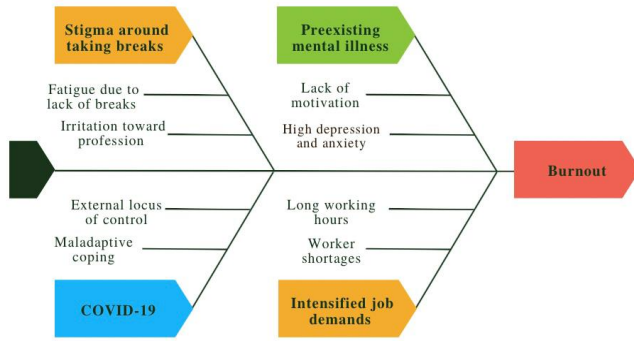 Stigma around
taking breaks
Preexisting
mental illness
Fatigue due to
lack of breaks
Irritation toward
profession
Lack of
motivation
High depression
and anxiety
Burnout
External locus
of control
Maladaptive
coping
Long working
hours
Worker
shortages
COVID-19
Intensified job
demands